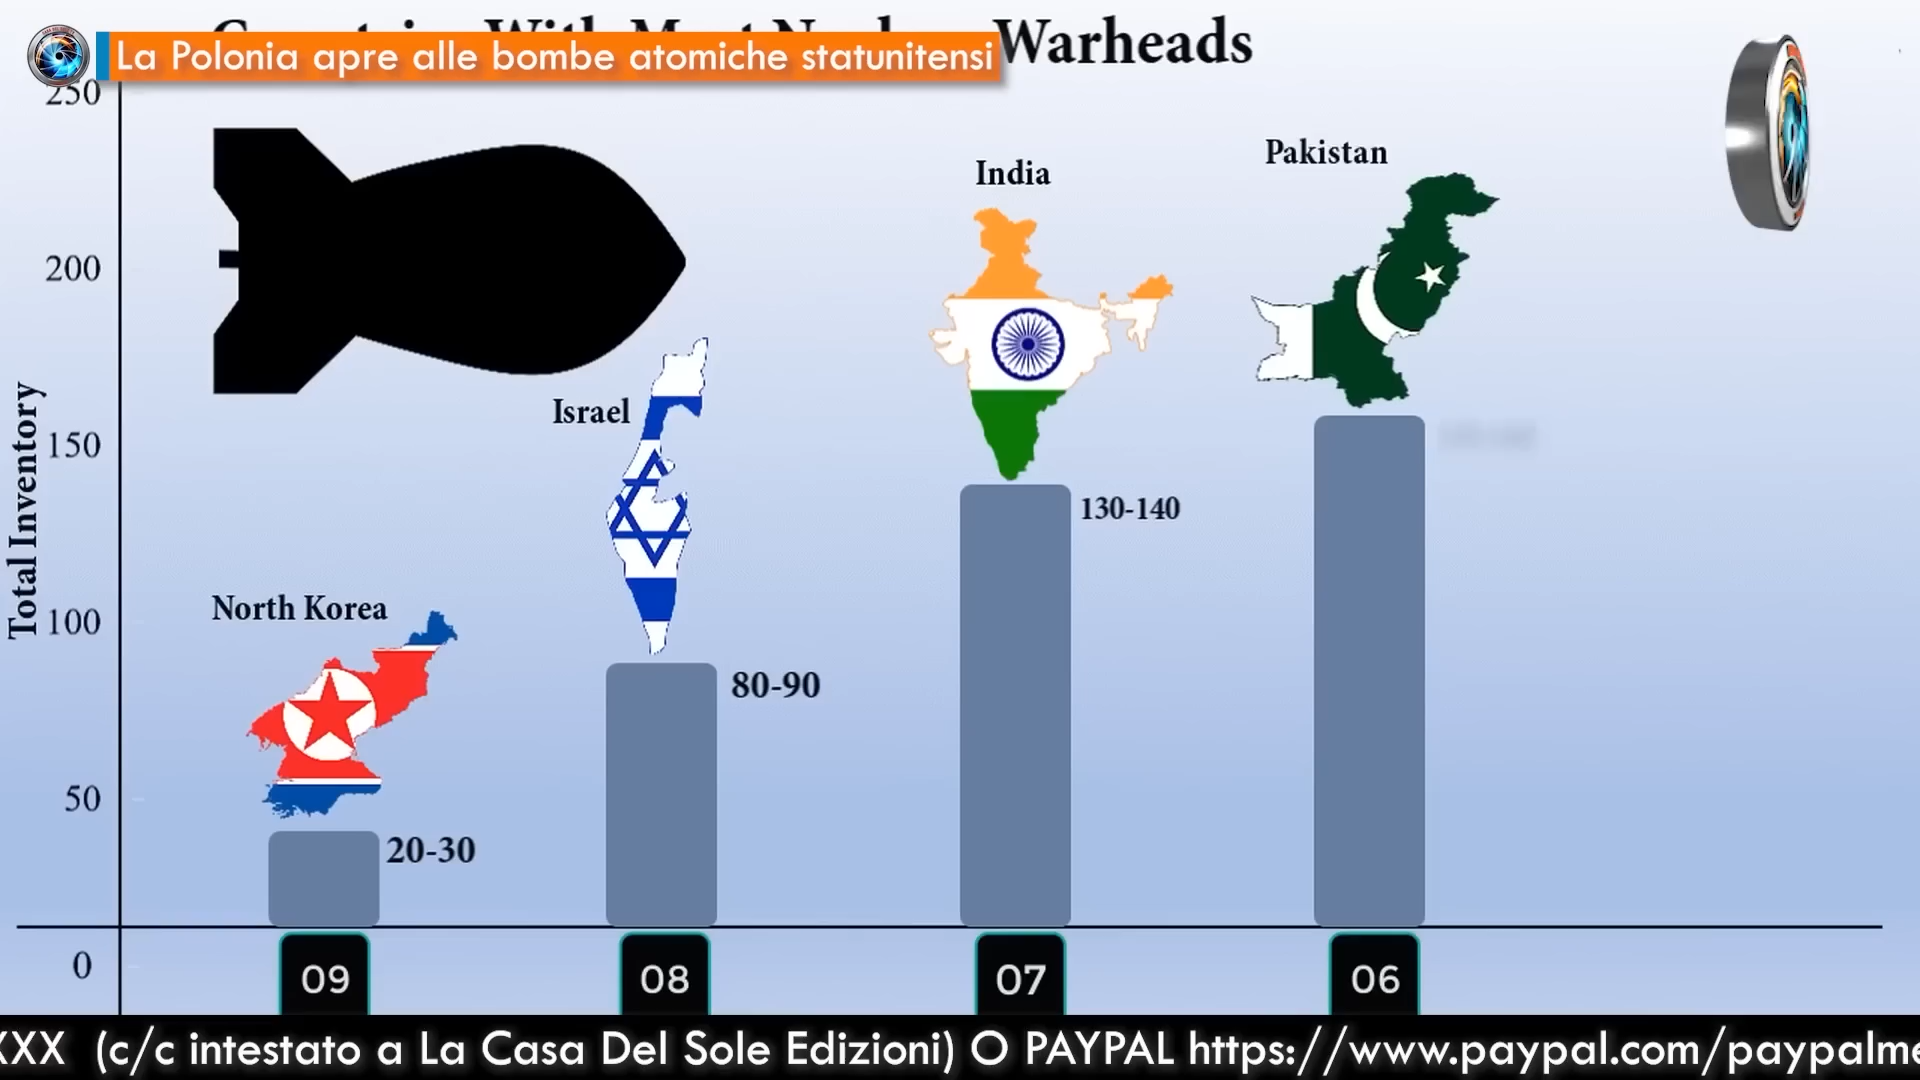 Warheads
La Polonia apre alle bombe atomiche statunitensi
250
200
150
100
50
0
Total Inventory
Pakistan
India
Israel
130-140
North Korea
80-90
20-30
09
08
07
06
XXX (c/c intestato a La Casa Del Sole Edizioni) O PAYPAL https://www.paypal.com/paypalme